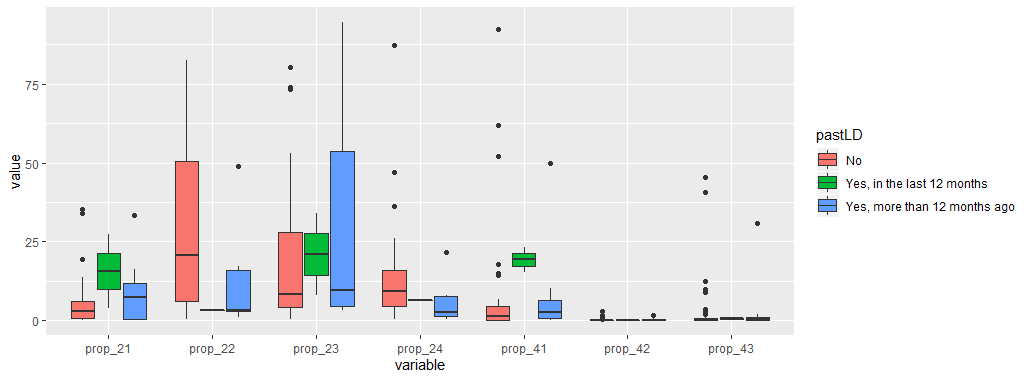 value
75
50
25
0
prop_21 prop_22 prop_23 prop_24 prop_41 prop_42 prop_43
variable
pastLD
No
Yes, in the last 12 months
Yes, more than 12 months ago